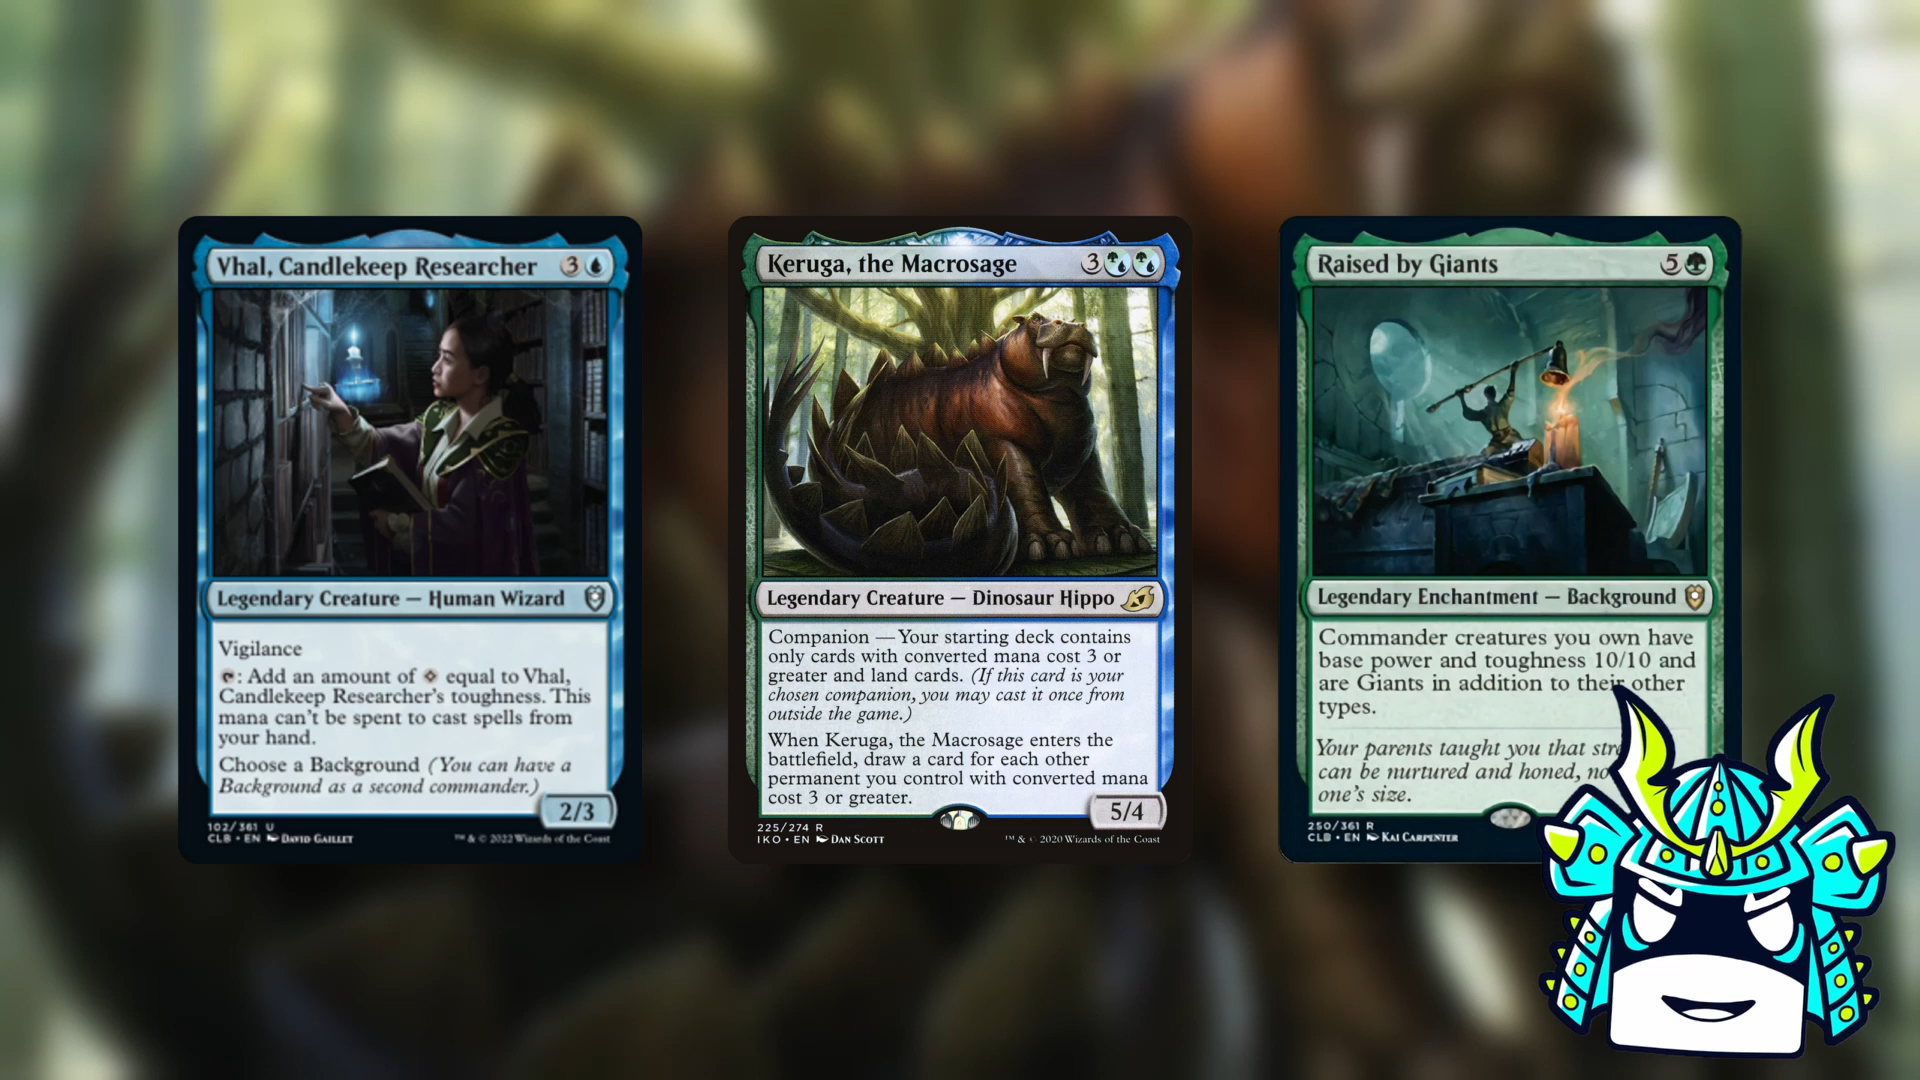 Vhal, Candlekeep Researcher 3
Legendary Creature — Human Wizard
Vigilance
: Add an amount of equal to Vhal,
Candlekeep Researcher's toughness. This
mana can't be spent to cast spells from
your hand.
Choose a Background (You can have a
Background as a second commander.)
2/3
102/361 U
CLB • EN DAVID GAILLET
™ & © 2022 Wizards of the Coast
Keruga, the Macrosage 3
Legendary Creature — Dinosaur Hippo
Companion — Your starting deck contains
only cards with converted mana cost 3 or
greater and land cards. (If this card is your
chosen companion, you may cast it once from
outside the game.)
When Keruga, the Macrosage enters the
battlefield, draw a card for each other
permanent you control with converted mana
cost 3 or greater.
5/4
225/274 R
IKO • EN DAN SCOTT
™ & © 2020 Wizards of the Coast
Raised by Giants 5
Legendary Enchantment — Background
Commander creatures you own have
base power and toughness 10/10 and
are Giants in addition to their other
types.
Your parents taught you that
can be nurtured and honed,
one's size.
250/361 R
CLB • EN KAI CARPENTER